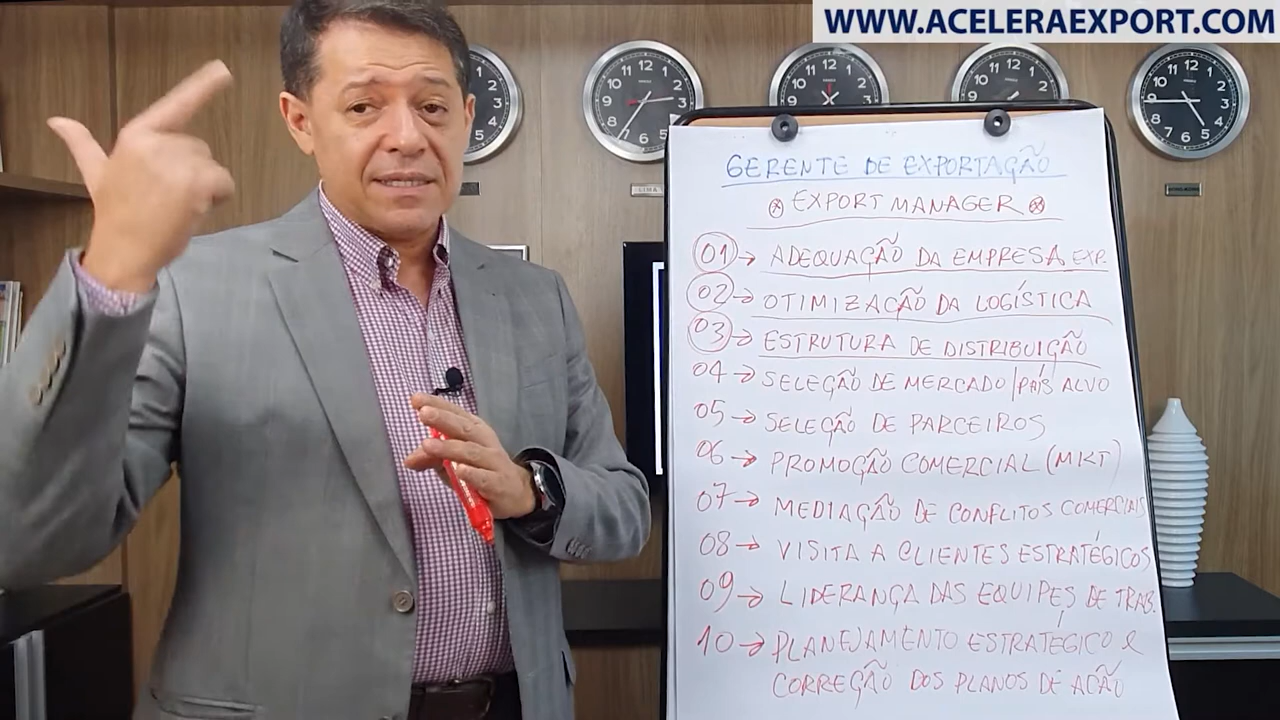 WWW.ACELERAEXPORT.COM
GERENTE DE EXPORTAÇÃO
EXPORT MANAGER
01 → ADEQUAÇÃO DA EMPRESA EXP.
02 → OTIMIZAÇÃO DA LOGÍSTICA
03 → ESTRUTURA DE DISTRIBUIÇÃO
04 → SELEÇÃO DE MERCADO/PAÍS ALVO
05 → SELEÇÃO DE PARCEIROS
06 → PROMOÇÃO COMERCIAL (MKT)
07 → MEDIAÇÃO DE CONFLITOS COMERCIAIS
08 → VISITA A CLIENTES ESTRATÉGICOS
09 → LIDERANÇA DAS EQUIPES DE TRAB.
10 → PLANEJAMENTO ESTRATÉGICO e
CORREÇÃO DOS PLANOS DE ACÃO
LIMA